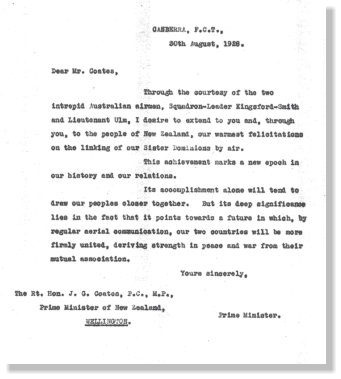 CANBERRA, F.C.T.,
30th August, 1928.
Dear Mr. Coates,
Through the courtesy of the two
intrepid Australian airmen, Squadron-Leader Kingsford-Smith
and Lieutenant Ulm, I desire to extend to you and, through
you, to the people of New Zealand, our warmest felicitations
on the linking of our Sister Dominions by air.
This achievement marks a new epoch in
our history and our relations.
Its accomplishment alone will tend to
draw our peoples closer together. But its deep significance
lies in the fact that it points towards a future in which, by
regular aerial communication, our two countries will be more
firmly united, deriving strength in peace and war from their
mutual association.
Yours sincerely,
The Rt. Hon. J. G. Coates, P.C., M.P.,
Prime Minister of New Zealand,
WELLINGTON.
Prime Minister.